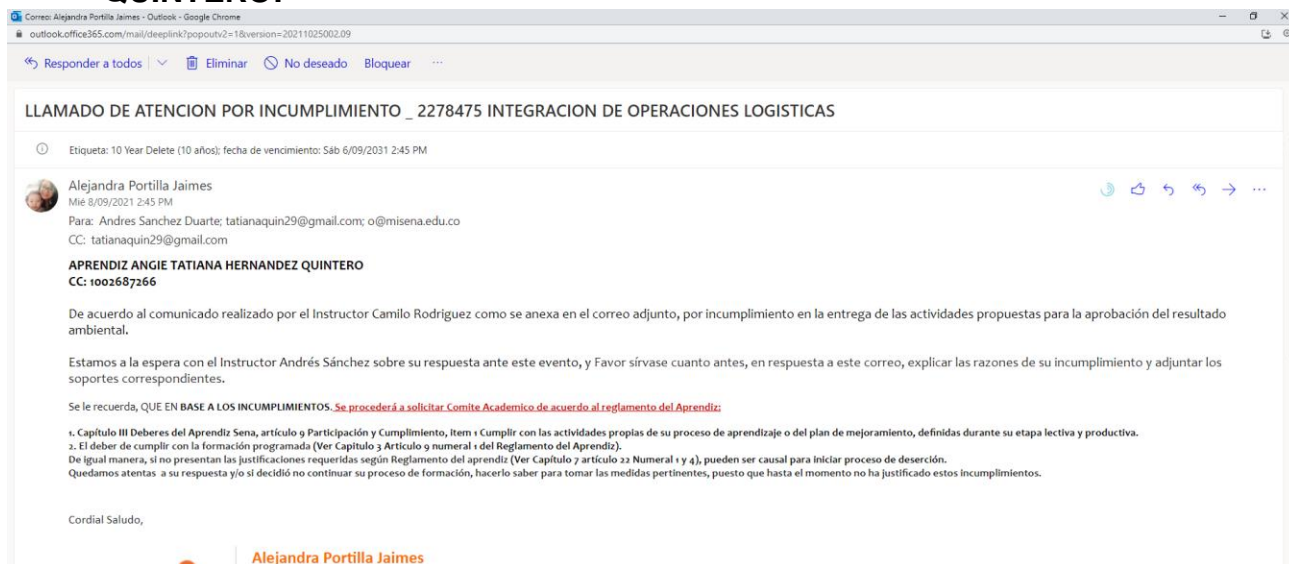 QUINTERO.
Correo: Alejandra Portilla Jaimes - Outlook - Google Chrome
outlook.office365.com/mail/deeplink?popoutv2=1&version=20211025002.09
Responder a todos Eliminar No deseado Bloquear ...
LLAMADO DE ATENCION POR INCUMPLIMIENTO _ 2278475 INTEGRACION DE OPERACIONES LOGISTICAS
Etiqueta: 10 Year Delete (10 años); fecha de vencimiento: Sáb 6/09/2031 2:45 PM
Alejandra Portilla Jaimes
Mié 8/09/2021 2:45 PM
Para: Andres Sanchez Duarte; tatianaquin29@gmail.com; o@misena.edu.co
CC: tatianaquin29@gmail.com
APRENDIZ ANGIE TATIANA HERNANDEZ QUINTERO
CC: 1002687266
De acuerdo al comunicado realizado por el Instructor Camilo Rodriguez como se anexa en el correo adjunto, por incumplimiento en la entrega de las actividades propuestas para la aprobación del resultado
ambiental.
Estamos a la espera con el Instructor Andrés Sánchez sobre su respuesta ante este evento, y Favor sírvase cuanto antes, en respuesta a este correo, explicar las razones de su incumplimiento y adjuntar los
soportes correspondientes.
Se le recuerda, QUE EN BASE A LOS INCUMPLIMIENTOS. Se procederá a solicitar Comite Academico de acuerdo al reglamento del Aprendiz:
1. Capítulo III Deberes del Aprendiz Sena, artículo 9 Participación y Cumplimiento, item 1 Cumplir con las actividades propias de su proceso de aprendizaje o del plan de mejoramiento, definidas durante su etapa lectiva y productiva.
2. El deber de cumplir con la formación programada (Ver Capitulo 3 Articulo 9 numeral 1 del Reglamento del Aprendiz).
De igual manera, si no presentan las justificaciones requeridas según Reglamento del aprendiz (Ver Capítulo 7 artículo 22 Numeral 1 y 4), pueden ser causal para iniciar proceso de deserción.
Quedamos atentas a su respuesta y/o si decidió no continuar su proceso de formación, hacerlo saber para tomar las medidas pertinentes, puesto que hasta el momento no ha justificado estos incumplimientos.
Cordial Saludo,
Alejandra Portilla Jaimes